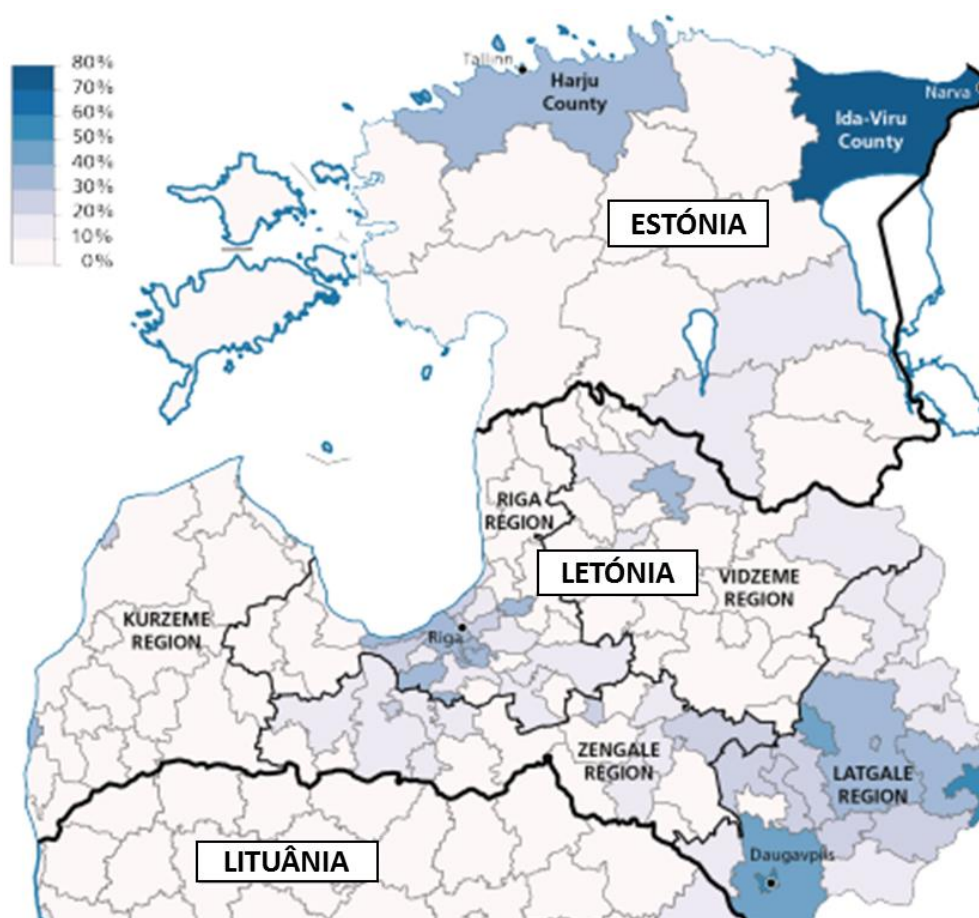 80%
70%
60%
50%
40%
30%
20%
10%
0%
Tallinn
Harju
County
Narva
Ida-Viru
County
ESTÓNIA
RIGA
REGION
LETÓNIA
VIDZEME
REGION
KURZEME
REGION
Riga
ZENGALE
REGION
LATGALE
REGION
LITUÂNIA
Daugavpils